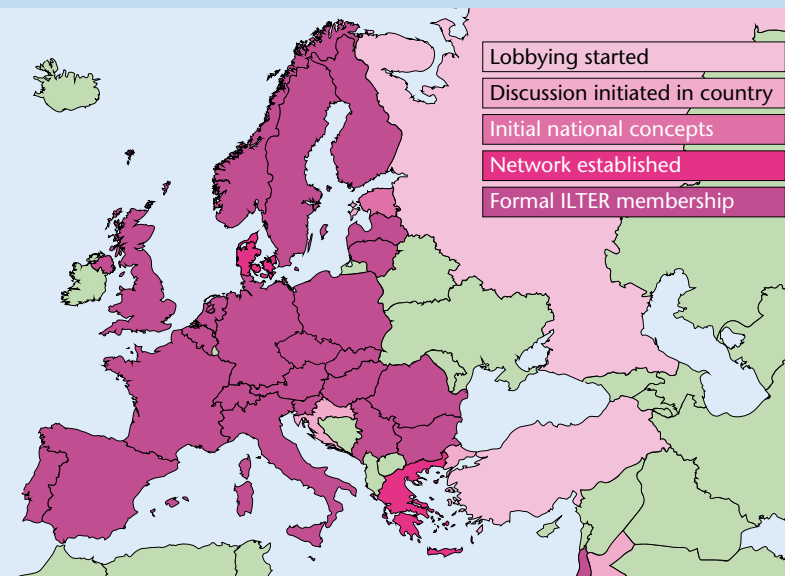 Lobbying started
Discussion initiated in country
Initial national concepts
Network established
Formal ILTER membership